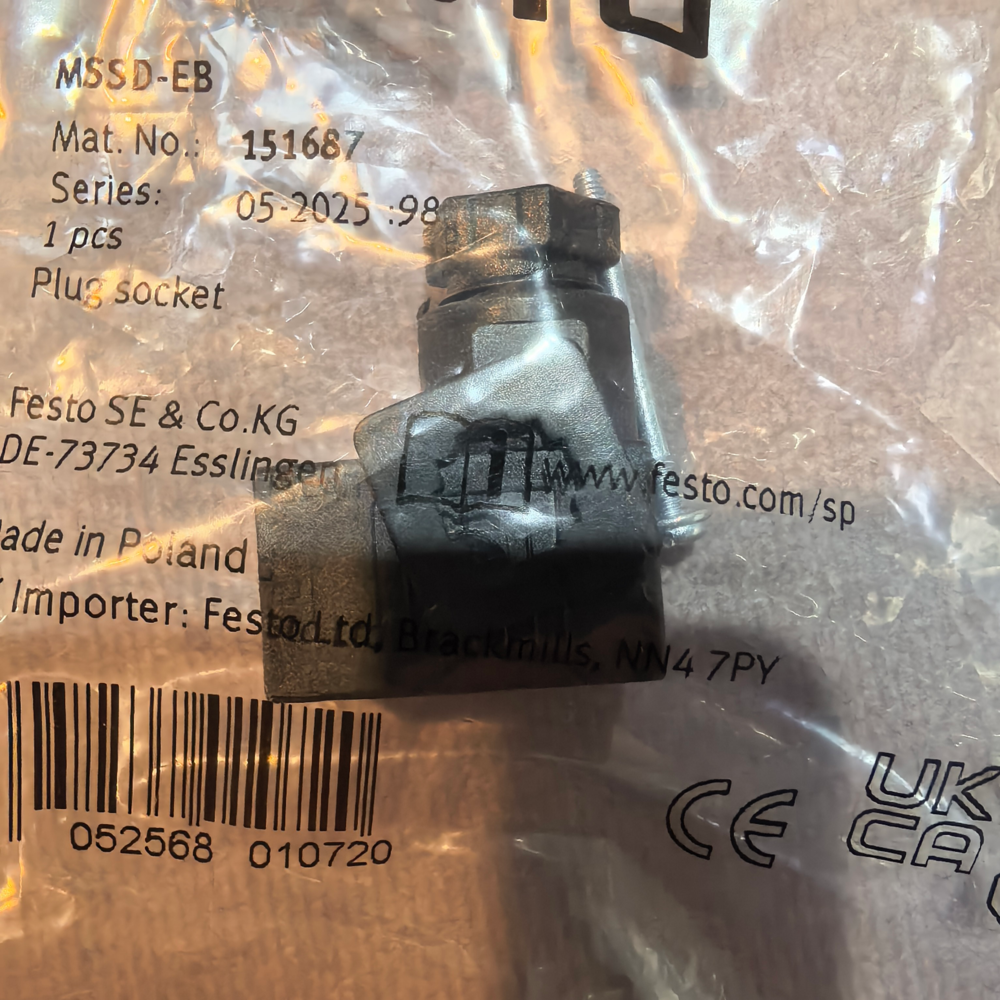 MSSD-EB
Mat. No.: 151687
Series: 05-2025 :98
1 pcs
Plug socket
Festo SE & Co.KG
DE-73734 Esslingen
www.festo.com/sp
ade in Poland
Importer: Festo Ltd, Brackmills, NN4 7PY
052568 010720
CE
UK
CA